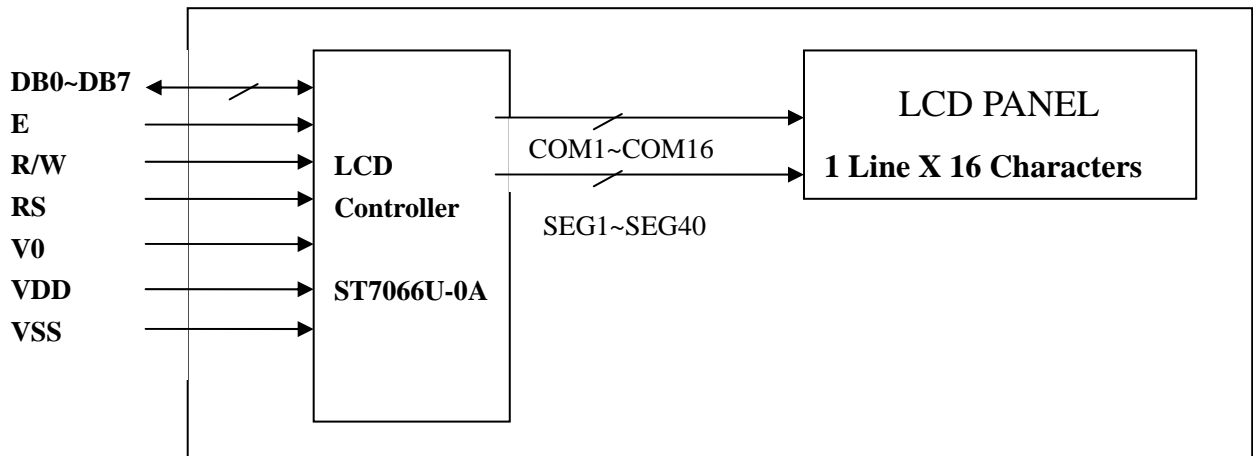 DB0~DB7
E
R/W
RS
V0
VDD
VSS
LCD
Controller
ST7066U-0A
COM1~COM16
SEG1~SEG40
LCD PANEL
1 Line X 16 Characters